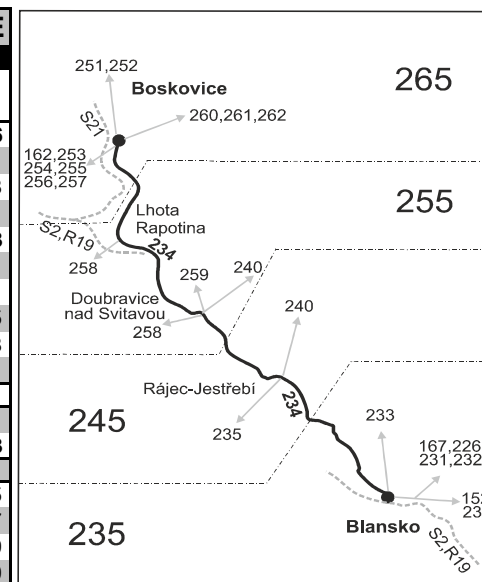 251,252
Boskovice
265
260,261,262
S21
162,253
254,255
256,257
255
Lhota
Rapotina
S2,R19
234
258
259
240
Doubravice
nad Svitavou
258
240
Rájec-Jestřebí
234
245
235
233
167,226
231,232
235
Blansko
S2,R19